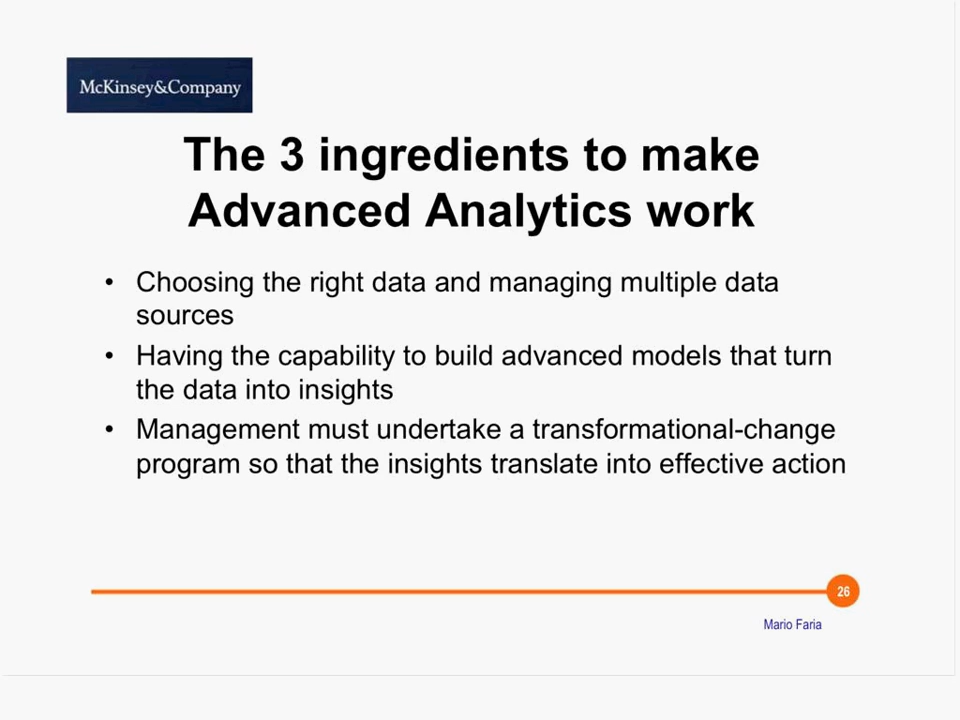 McKinsey&Company
The 3 ingredients to make
Advanced Analytics work
• Choosing the right data and managing multiple data
sources
• Having the capability to build advanced models that turn
the data into insights
• Management must undertake a transformational-change
program so that the insights translate into effective action
26
Mario Faria